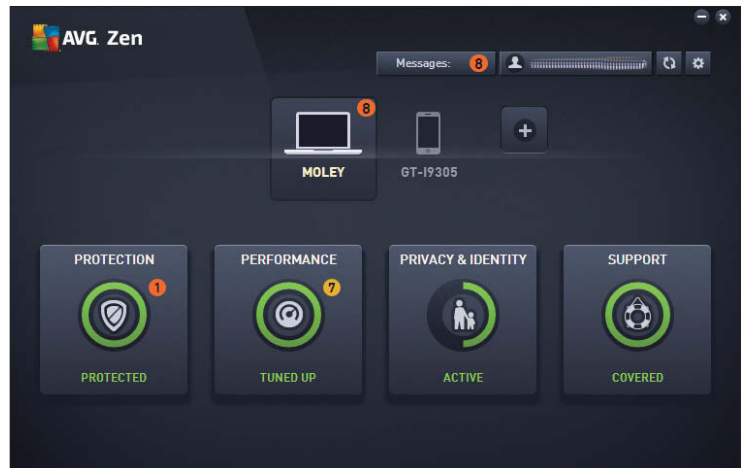 AVG. Zen
Messages: 8
8
MOLEY
GT-I9305
PROTECTION
1
PROTECTED
PERFORMANCE
7
TUNED UP
PRIVACY & IDENTITY
ACTIVE
SUPPORT
COVERED